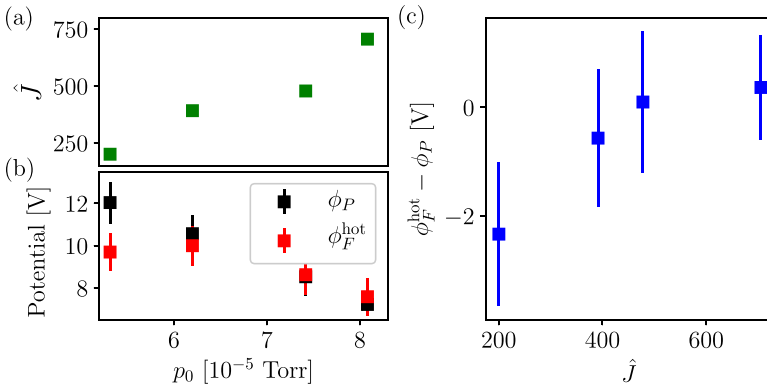 (a)
750
500
250
Ĵ
(b)
12
10
8
Potential [V]
ϕ_P
ϕ_F^hot
6
7
8
p_0 [10^{-5} Torr]
(c)
0
−2
ϕ_F^hot − ϕ_P [V]
200
400
600
Ĵ